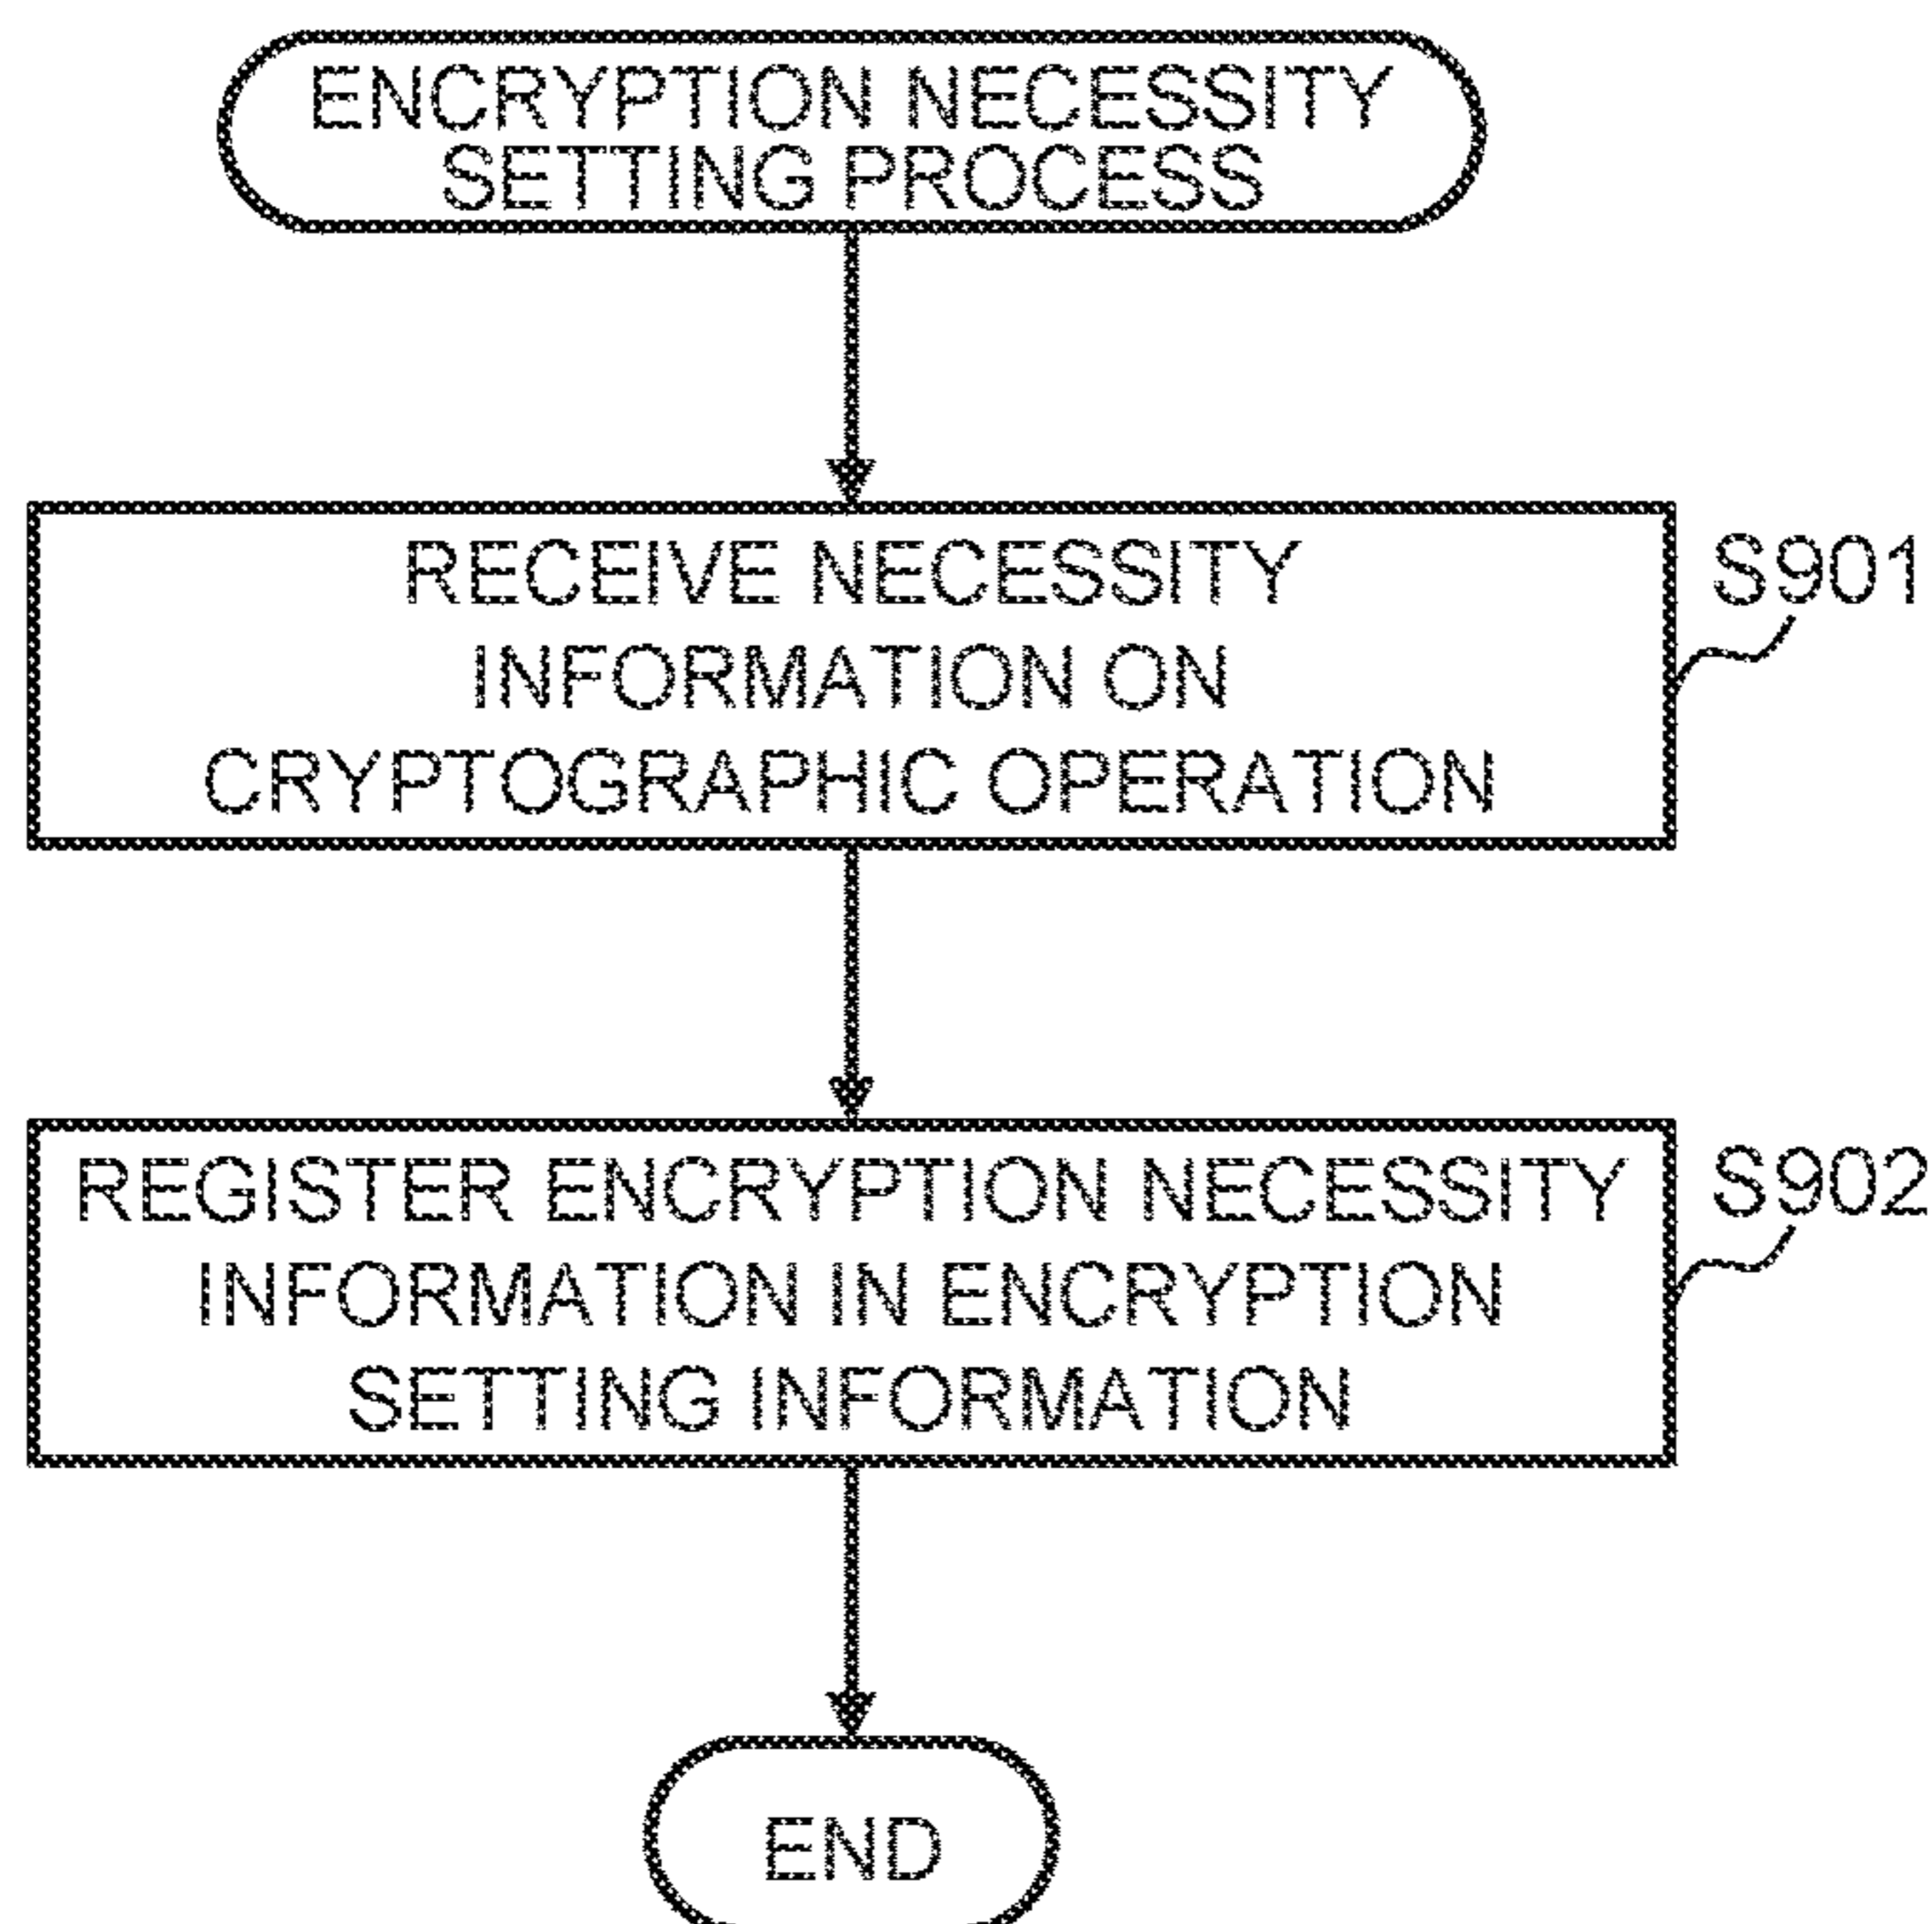 ENCRYPTION NECESSITY
SETTING PROCESS
RECEIVE NECESSITY
INFORMATION ON
CRYPTOGRAPHIC OPERATION
S901
REGISTER ENCRYPTION NECESSITY
INFORMATION IN ENCRYPTION
SETTING INFORMATION
S902
END